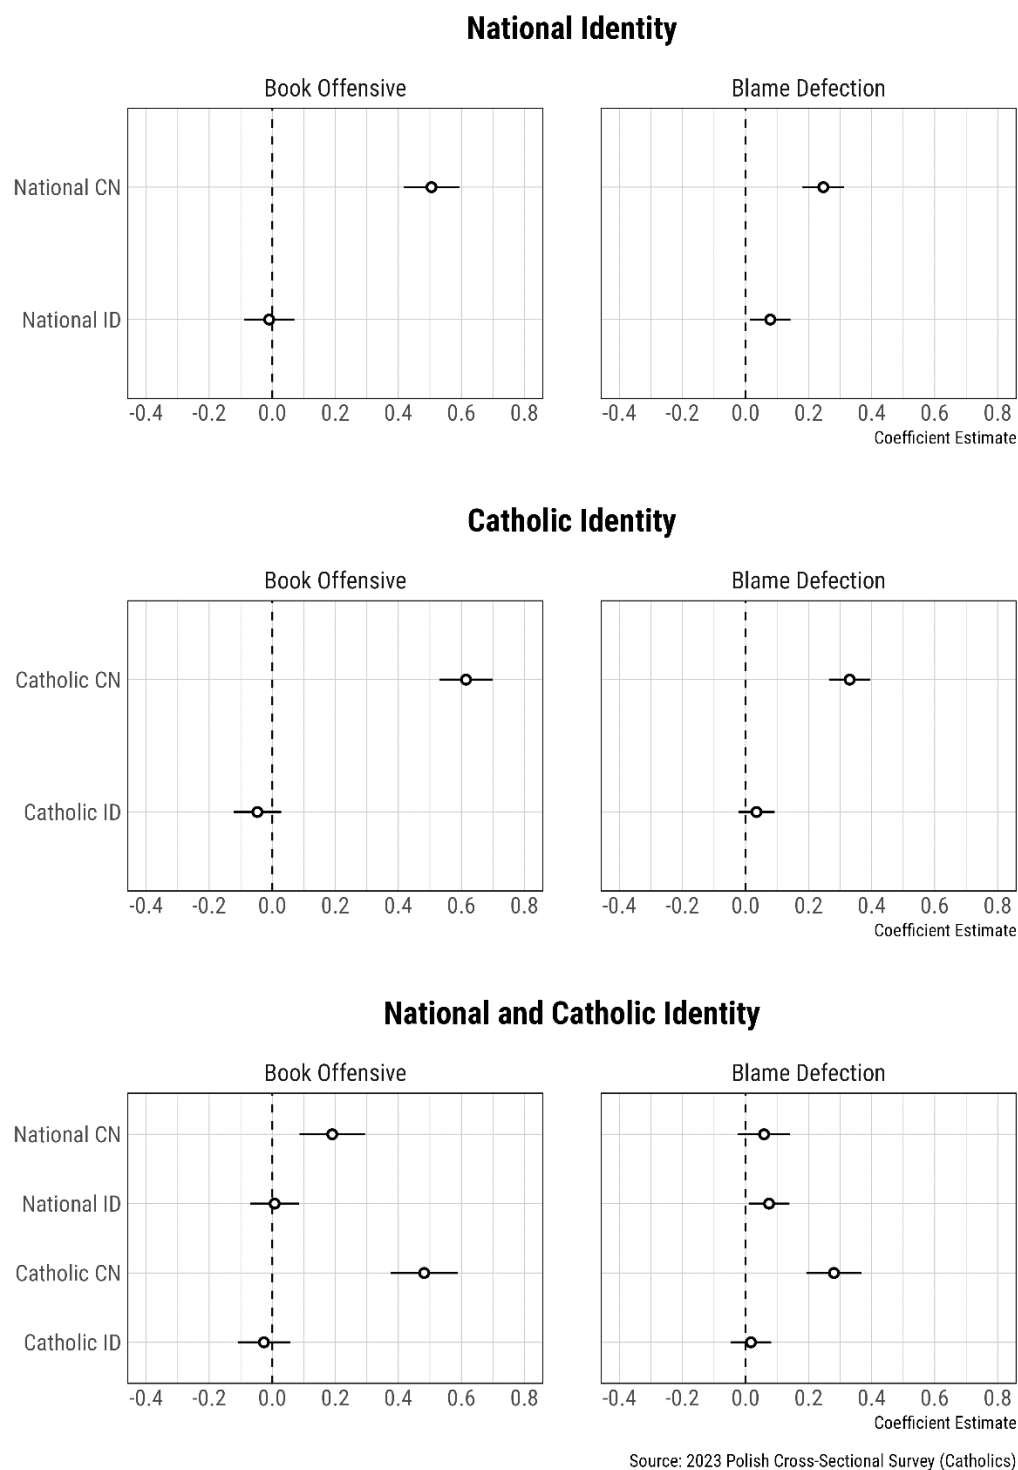 National Identity
Book Offensive Blame Defection
National CN
National ID
-0.4 -0.2 0.0 0.2 0.4 0.6 0.8 -0.4 -0.2 0.0 0.2 0.4 0.6 0.8
Coefficient Estimate
Catholic Identity
Book Offensive Blame Defection
Catholic CN
Catholic ID
-0.4 -0.2 0.0 0.2 0.4 0.6 0.8 -0.4 -0.2 0.0 0.2 0.4 0.6 0.8
Coefficient Estimate
National and Catholic Identity
Book Offensive Blame Defection
National CN
National ID
Catholic CN
Catholic ID
-0.4 -0.2 0.0 0.2 0.4 0.6 0.8 -0.4 -0.2 0.0 0.2 0.4 0.6 0.8
Coefficient Estimate
Source: 2023 Polish Cross-Sectional Survey (Catholics)